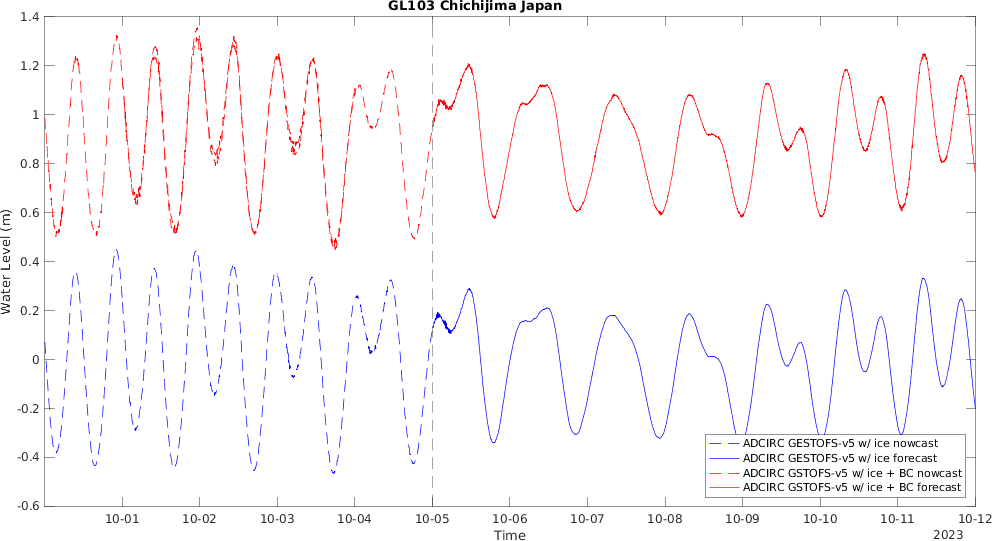 GL103 Chichijima Japan
1.4
1.2
1
0.8
0.6
0.4
0.2
0
-0.2
-0.4
-0.6
Water Level (m)
ADCIRC GESTOFS-v5 w/ ice nowcast
ADCIRC GESTOFS-v5 w/ ice forecast
ADCIRC GSTOFS-v5 w/ ice + BC nowcast
ADCIRC GSTOFS-v5 w/ ice + BC forecast
10-01 10-02 10-03 10-04 10-05 10-06 10-07 10-08 10-09 10-10 10-11 10-12
Time
2023